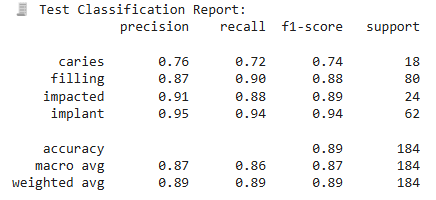 Test Classification Report:
precision recall f1-score support
caries 0.76 0.72 0.74 18
filling 0.87 0.90 0.88 80
impacted 0.91 0.88 0.89 24
implant 0.95 0.94 0.94 62
accuracy 0.89 184
macro avg 0.87 0.86 0.87 184
weighted avg 0.89 0.89 0.89 184